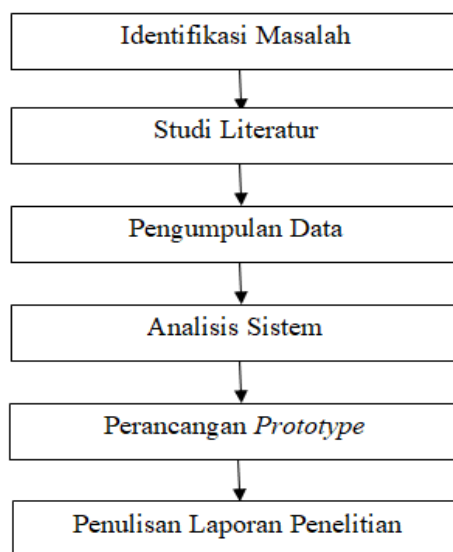 Identifikasi Masalah
Studi Literatur
Pengumpulan Data
Analisis Sistem
Perancangan Prototype
Penulisan Laporan Penelitian